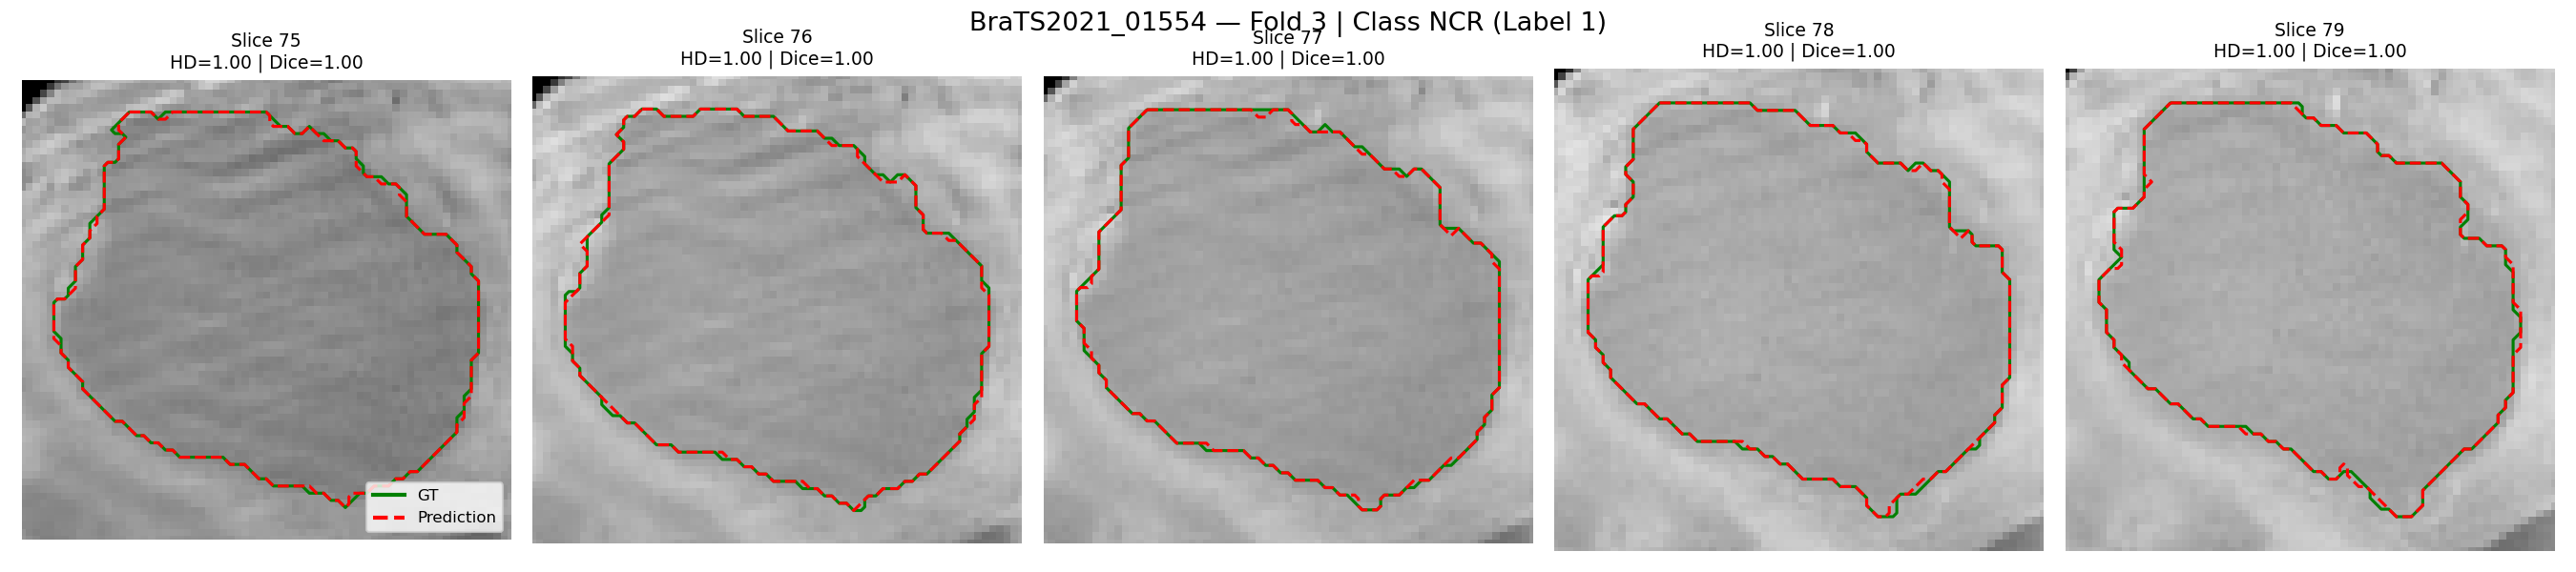 BraTS2021_01554 — Fold 3 | Class NCR (Label 1)
Slice 75
HD=1.00 | Dice=1.00
Slice 76
HD=1.00 | Dice=1.00
Slice 77
HD=1.00 | Dice=1.00
Slice 78
HD=1.00 | Dice=1.00
Slice 79
HD=1.00 | Dice=1.00
GT
Prediction